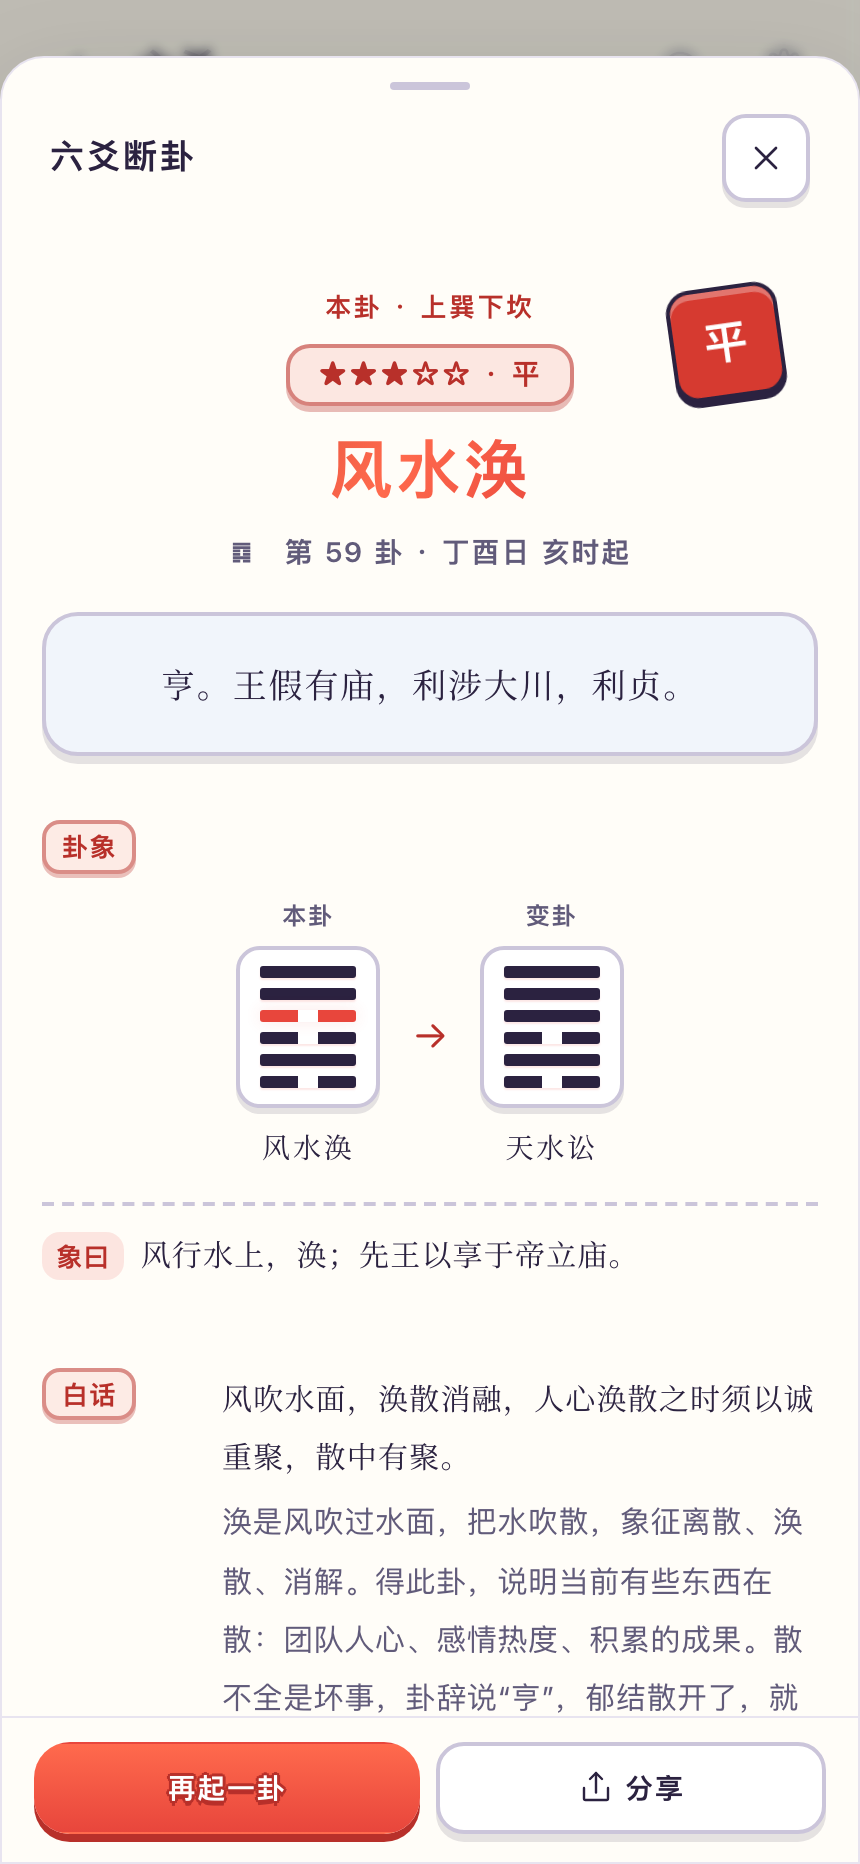 六爻断卦
本卦 · 上巽下坎
平
★★★☆☆ · 平
风水涣
䷺ 第 59 卦 · 丁酉日 亥时起
亨。王假有庙，利涉大川，利贞。
卦象
本卦 变卦
风水涣 天水讼
象曰 风行水上，涣；先王以享于帝立庙。
白话
风吹水面，涣散消融，人心涣散之时须以诚
重聚，散中有聚。
涣是风吹过水面，把水吹散，象征离散、涣
散、消解。得此卦，说明当前有些东西在
散：团队人心、感情热度、积累的成果。散
不全是坏事，卦辞说“亨”，郁结散开了，就
再起一卦 分享